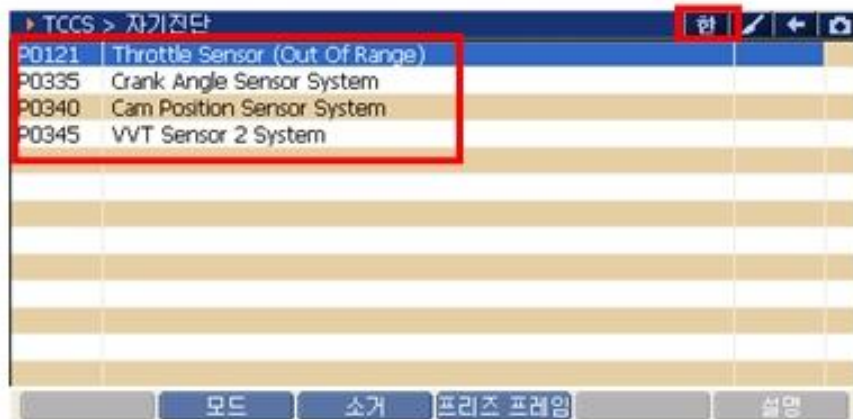 TCCS > 자기진단 한
P0121 Throttle Sensor (Out Of Range)
P0335 Crank Angle Sensor System
P0340 Cam Position Sensor System
P0345 VVT Sensor 2 System
모드 소거 프리즈 프레임 설명